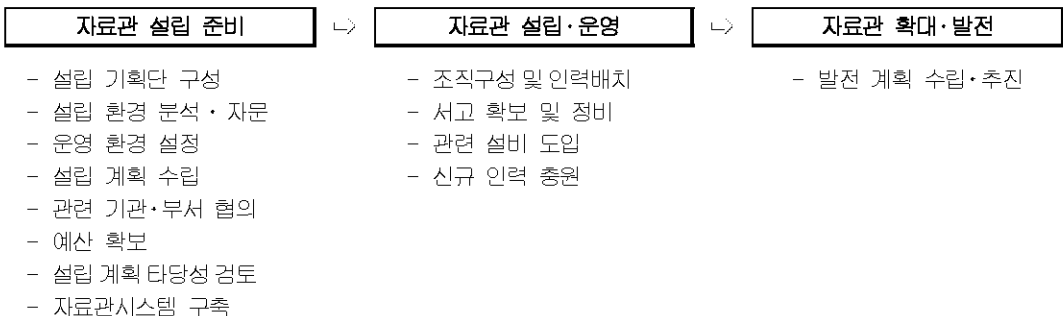 자료관 설립 준비
- 설립 기획단 구성
- 설립 환경 분석·자문
- 운영 환경 설정
- 설립 계획 수립
- 관련 기관·부서 협의
- 예산 확보
- 설립 계획 타당성 검토
- 자료관시스템 구축
자료관 설립·운영
- 조직구성 및 인력배치
- 서고 확보 및 정비
- 관련 설비 도입
- 신규 인력 충원
자료관 확대·발전
- 발전 계획 수립·추진